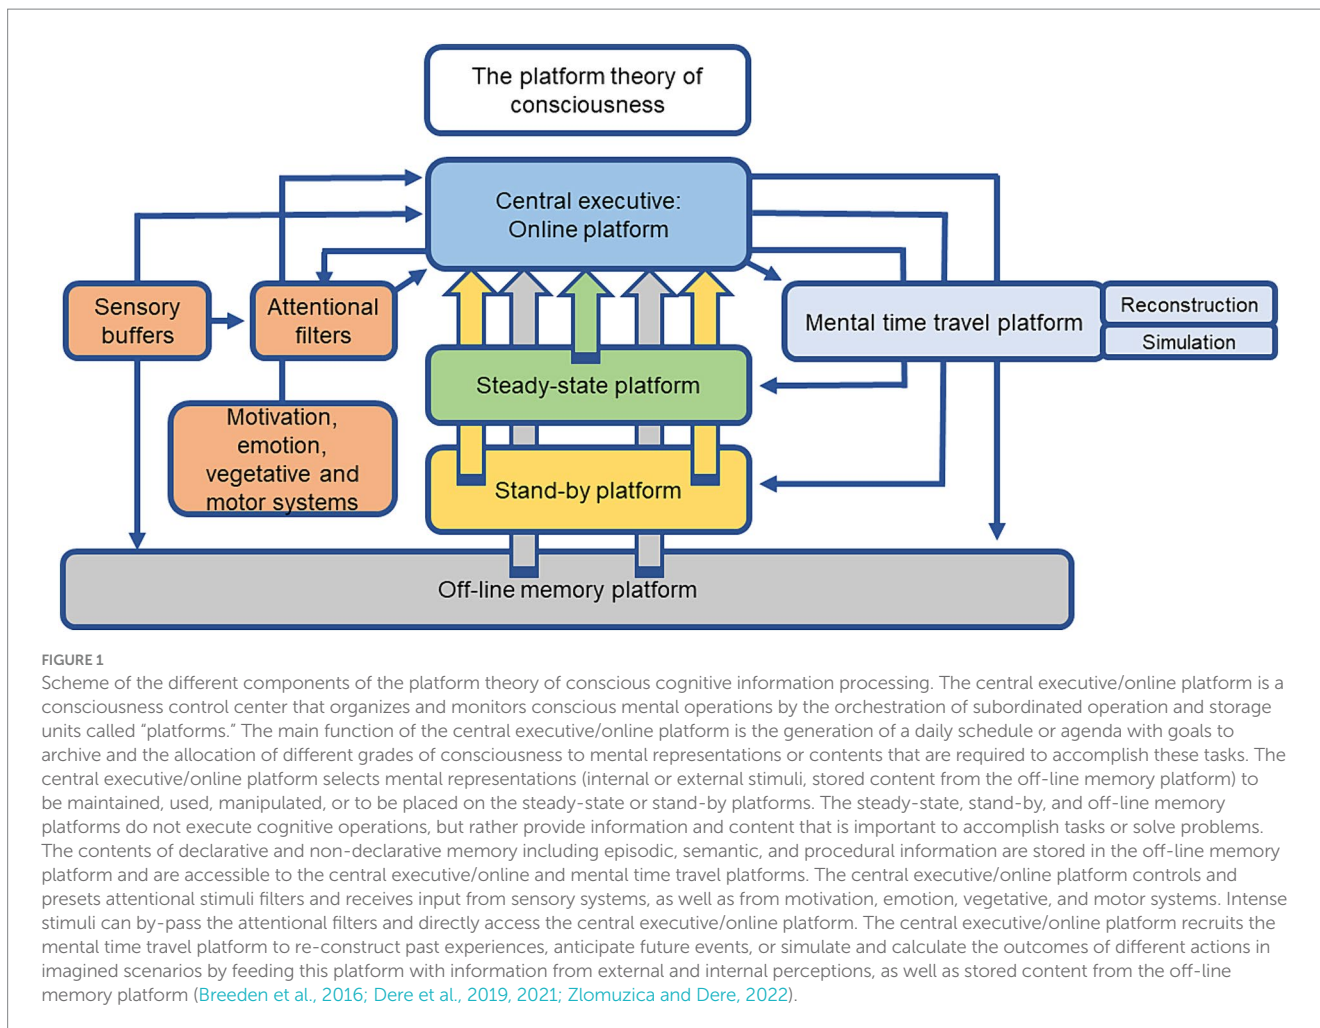 The platform theory of
consciousness
Central executive:
Online platform
Sensory
buffers
Attentional
filters
Mental time travel platform
Reconstruction
Simulation
Steady-state platform
Motivation,
emotion,
vegetative and
motor systems
Stand-by platform
Off-line memory platform
FIGURE 1
Scheme of the different components of the platform theory of conscious cognitive information processing. The central executive/online platform is a
consciousness control center that organizes and monitors conscious mental operations by the orchestration of subordinated operation and storage
units called “platforms.” The main function of the central executive/online platform is the generation of a daily schedule or agenda with goals to
archive and the allocation of different grades of consciousness to mental representations or contents that are required to accomplish these tasks. The
central executive/online platform selects mental representations (internal or external stimuli, stored content from the off-line memory platform) to
be maintained, used, manipulated, or to be placed on the steady-state or stand-by platforms. The steady-state, stand-by, and off-line memory
platforms do not execute cognitive operations, but rather provide information and content that is important to accomplish tasks or solve problems.
The contents of declarative and non-declarative memory including episodic, semantic, and procedural information are stored in the off-line memory
platform and are accessible to the central executive/online and mental time travel platforms. The central executive/online platform controls and
presets attentional stimuli filters and receives input from sensory systems, as well as from motivation, emotion, vegetative, and motor systems. Intense
stimuli can by-pass the attentional filters and directly access the central executive/online platform. The central executive/online platform recruits the
mental time travel platform to re-construct past experiences, anticipate future events, or simulate and calculate the outcomes of different actions in
imagined scenarios by feeding this platform with information from external and internal perceptions, as well as stored content from the off-line
memory platform (Breeden et al., 2016; Dere et al., 2019, 2021; Zlomuzica and Dere, 2022).